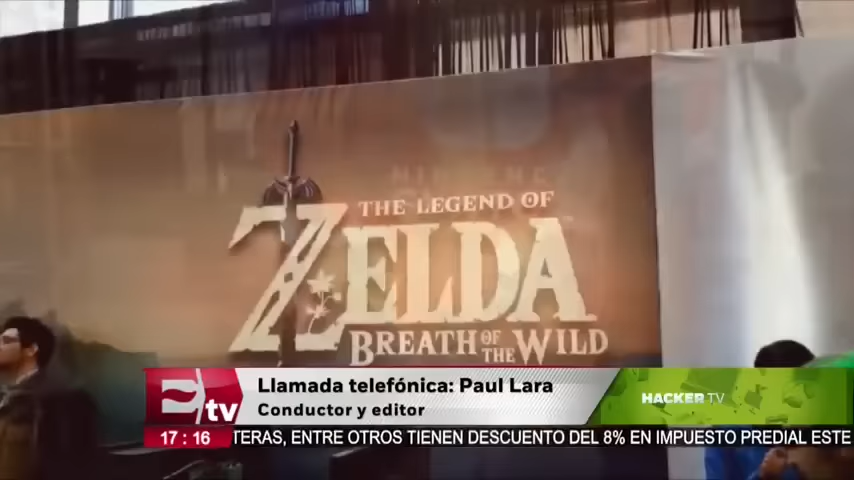 THE LEGEND OF
ZELDA
BREATH OF THE WILD
Llamada telefónica: Paul Lara
Conductor y editor
HACKER TV
tv
17:16
TERAS, ENTRE OTROS TIENEN DESCUENTO DEL 8% EN IMPUESTO PREDIAL ESTE